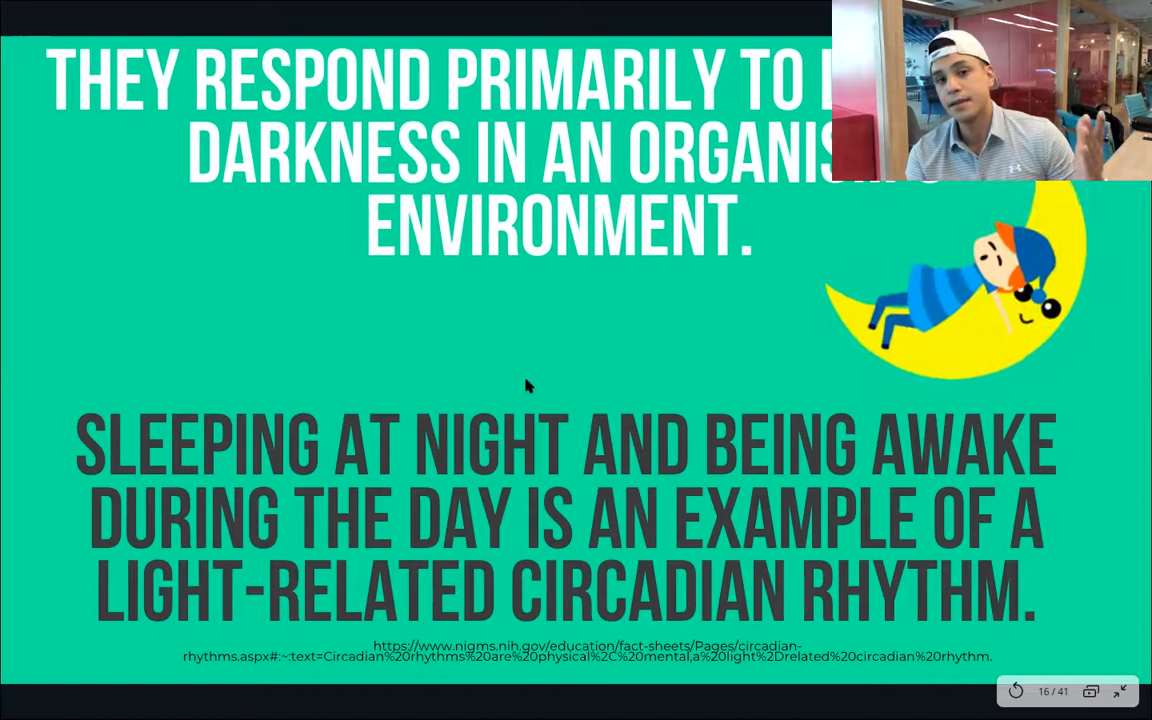 THEY RESPOND PRIMARILY TO
DARKNESS IN AN
ENVIRONMENT.
SLEEPING AT NIGHT AND BEING AWAKE
DURING THE DAY IS AN EXAMPLE OF A
LIGHT-RELATED CIRCADIAN RHYTHM.
https://www.nigms.nih.gov/education/fact-sheets/Pages/circadian-
rhythms.aspx#:~:text=Circadian%20rhythms%20are%20physical%2C%20mental,a%20light%2Drelated%20circadian%20rhythm.
16 / 41